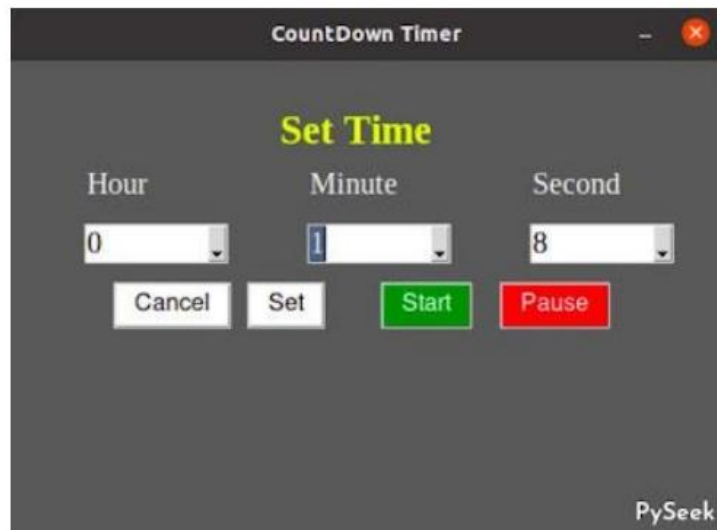 CountDown Timer
Set Time
Hour Minute Second
0 1 8
Cancel Set Start Pause
PySeek